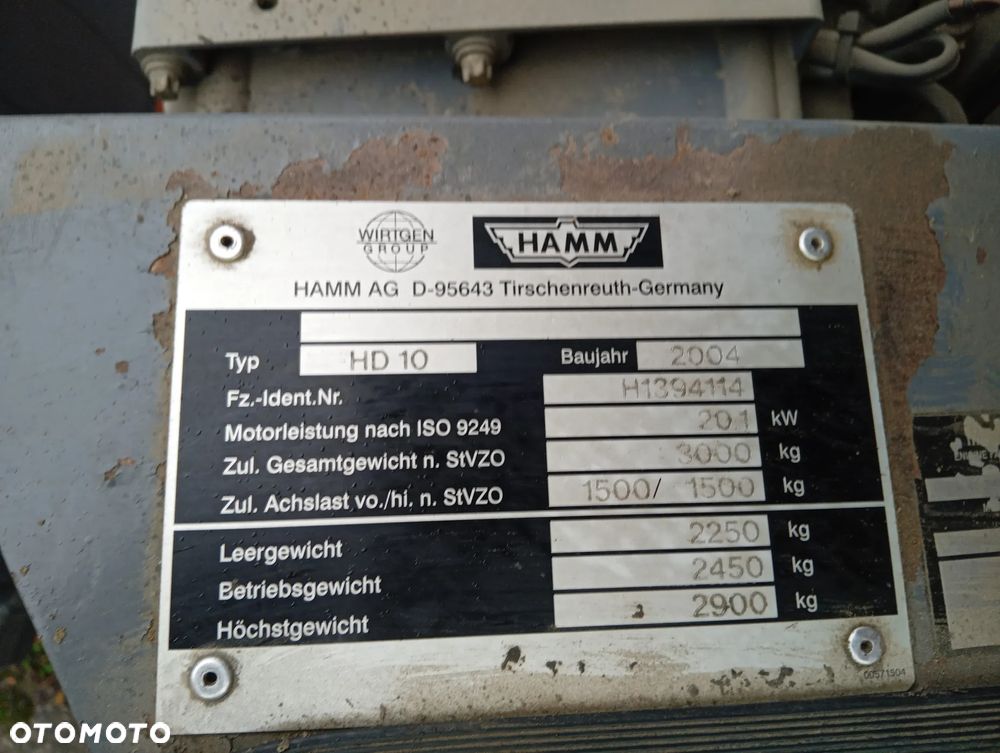 WIRTGEN
GROUP
HAMM
HAMM AG D-95643 Tirschenreuth-Germany
Typ HD 10 Baujahr 2004
Fz.-Ident.Nr. H1394114
Motorleistung nach ISO 9249 20.1 kW
Zul. Gesamtgewicht n. StVZO 3000 kg
Zul. Achslast vo./hi. n. StVZO 1500/ 1500 kg
Leergewicht 2250 kg
Betriebsgewicht 2450 kg
Höchstgewicht 2900 kg
00571504
OTOMOTO